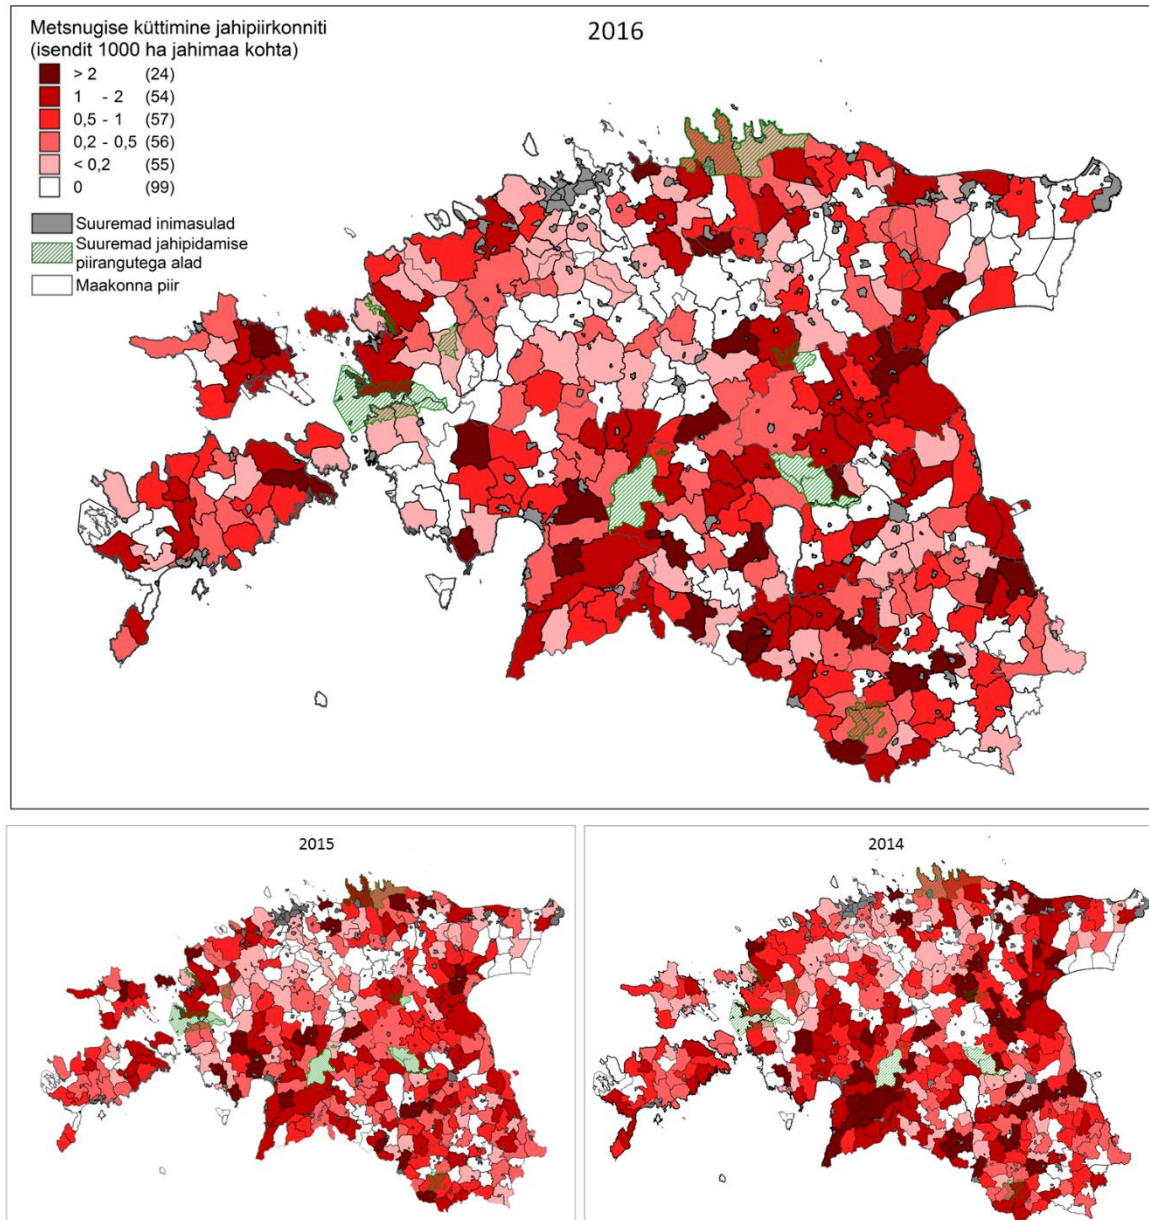 Metsnugise küttimine jahipiirkonniti
(isendit 1000 ha jahimaa kohta)
2016
> 2 (24)
1 - 2 (54)
0,5 - 1 (57)
0,2 - 0,5 (56)
< 0,2 (55)
0 (99)
Suuremad inimasulad
Suuremad jahipidamise
piirangutega alad
Maakonna piir
2015
2014